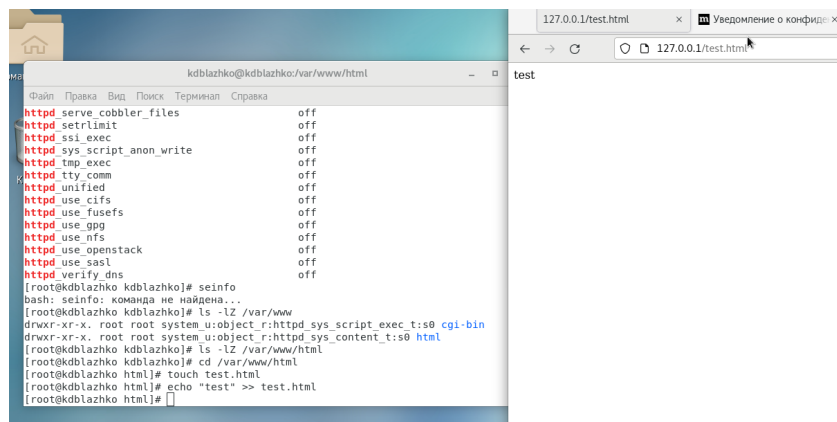 kdblazhko@kdblazhko:/var/www/html
Файл Правка Вид Поиск Терминал Справка
httpd_serve_cobbler_files off
httpd_setrlimit off
httpd_ssi_exec off
httpd_sys_script_anon_write off
httpd_tmp_exec off
httpd_tty_comm off
httpd_unified off
httpd_use_cifs off
httpd_use_fusefs off
httpd_use_gpg off
httpd_use_nfs off
httpd_use_openstack off
httpd_use_sasl off
httpd_verify_dns off
[root@kdblazhko kdblazhko]# seinfo
bash: seinfo: команда не найдена...
[root@kdblazhko kdblazhko]# ls -lZ /var/www
drwxr-xr-x. root root system_u:object_r:httpd_sys_script_exec_t:s0 cgi-bin
drwxr-xr-x. root root system_u:object_r:httpd_sys_content_t:s0 html
[root@kdblazhko kdblazhko]# ls -lZ /var/www/html
[root@kdblazhko kdblazhko]# cd /var/www/html
[root@kdblazhko html]# touch test.html
[root@kdblazhko html]# echo "test" >> test.html
[root@kdblazhko html]#
127.0.0.1/test.html
m Уведомление о конфиде
127.0.0.1/test.html
test